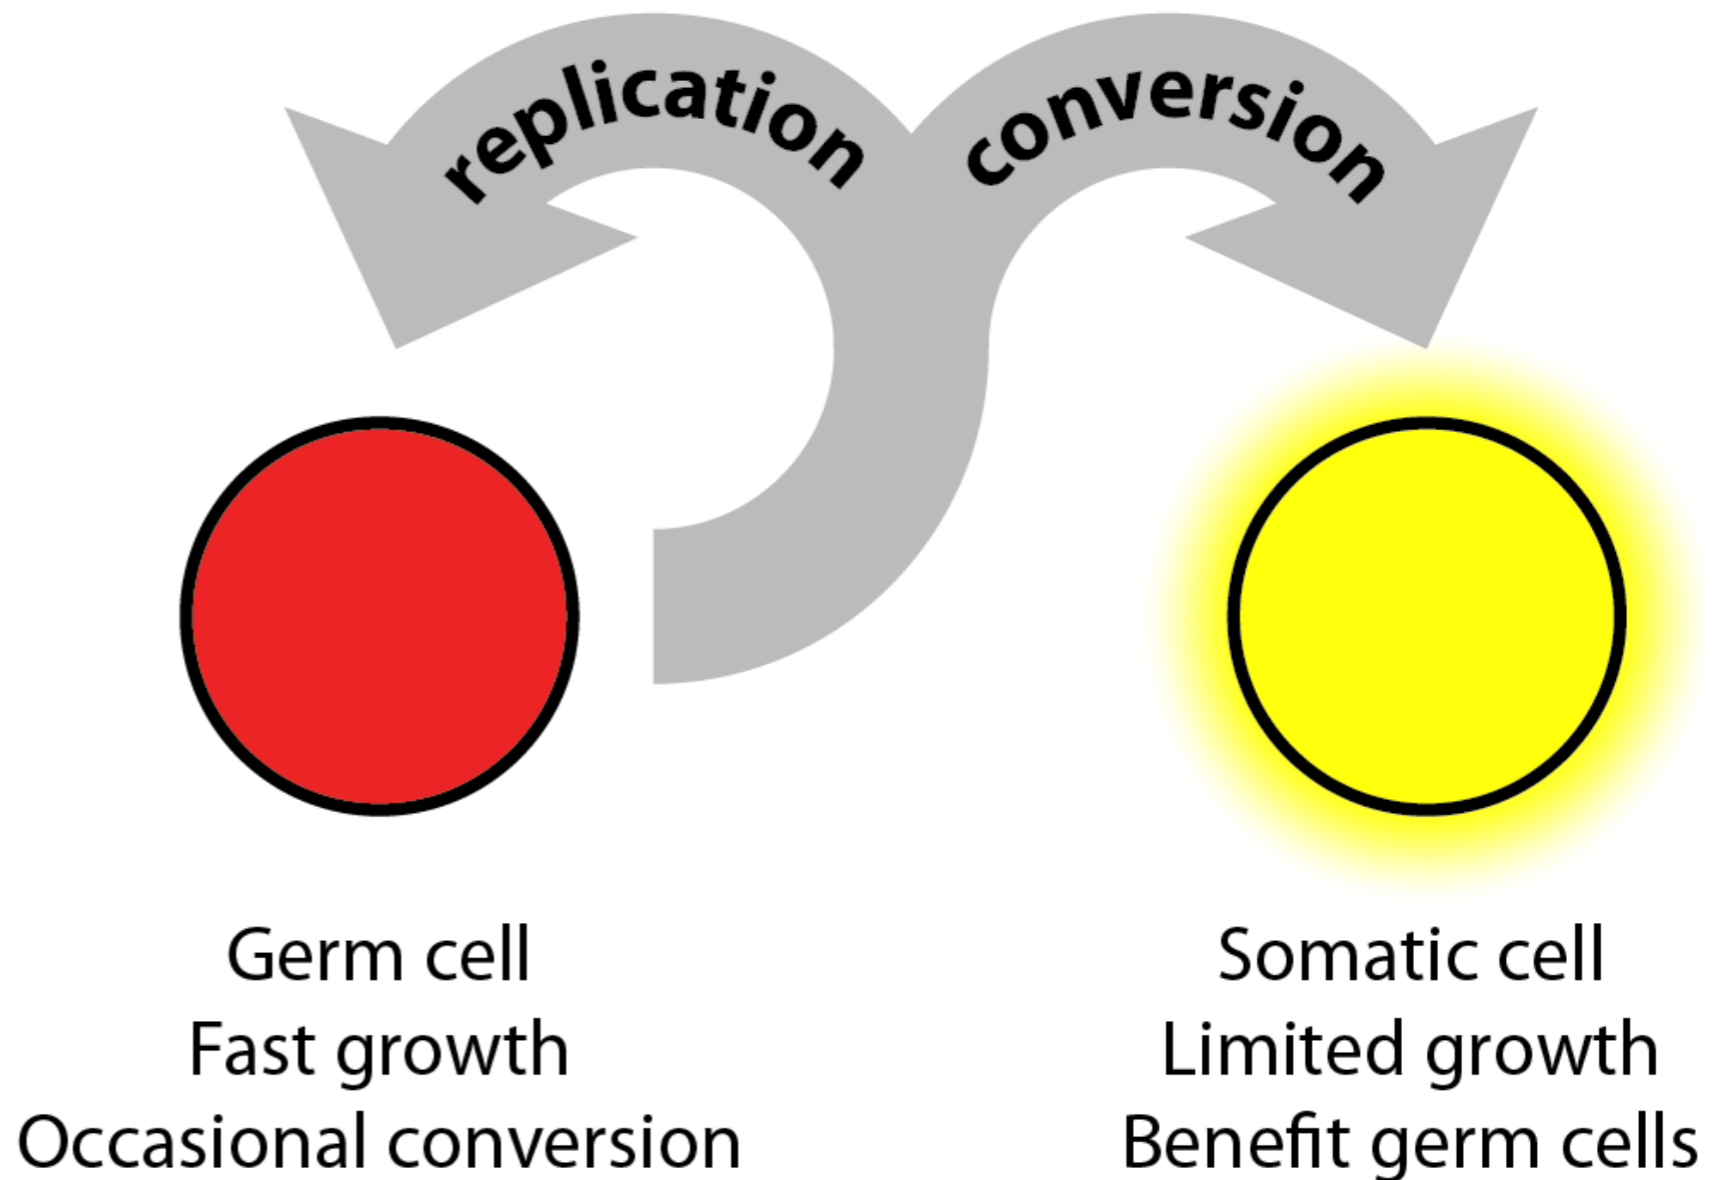 replication
conversion
Germ cell
Fast growth
Occasional conversion
Somatic cell
Limited growth
Benefit germ cells